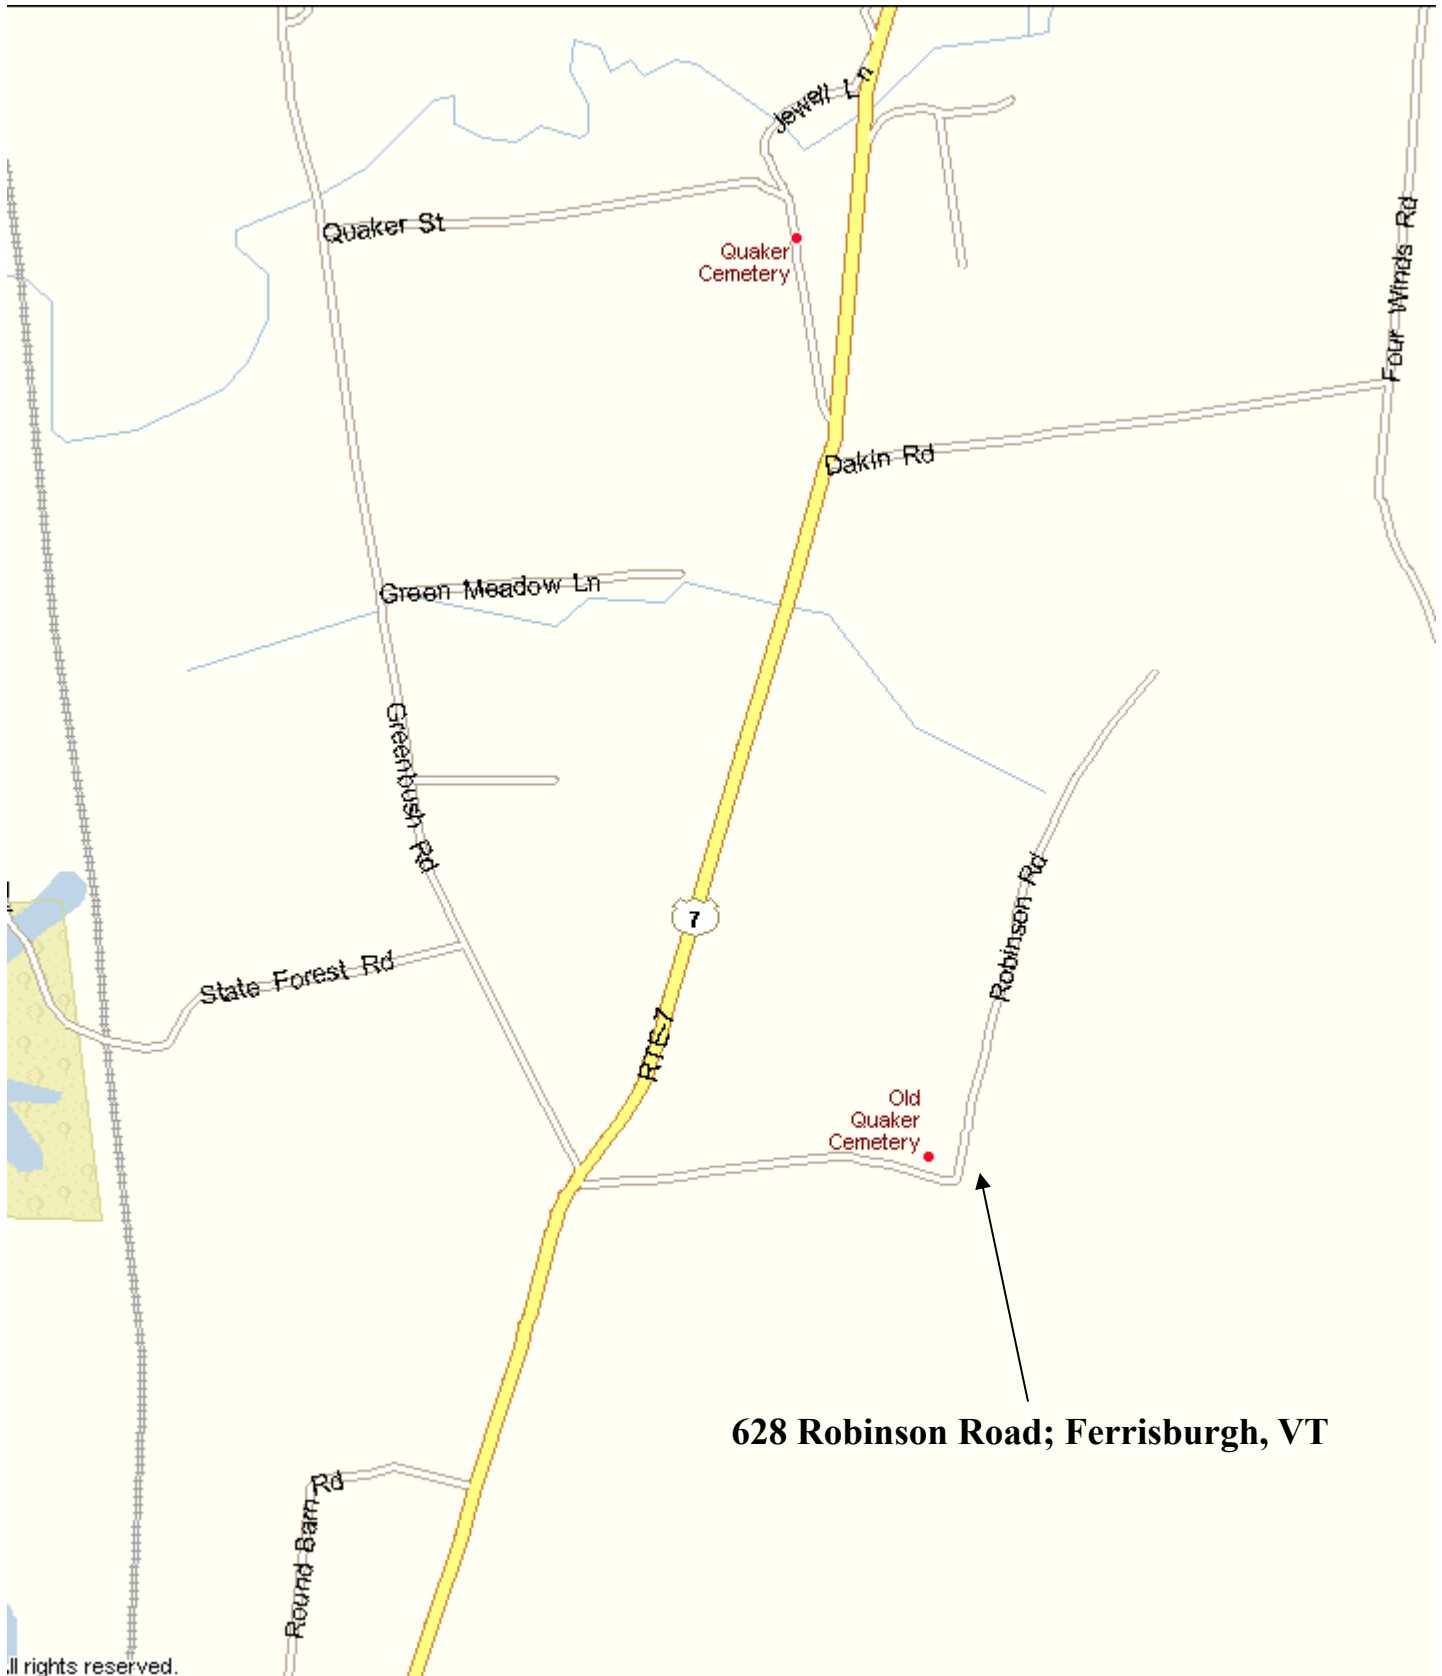 Jewell Ln
Quaker St
Quaker
Cemetery
Four Winds Rd
Dakin Rd
Green Meadow Ln
Greenbush Rd
7
Robinson Rd
State Forest Rd
RTE-7
Old
Quaker
Cemetery
628 Robinson Road; Ferrisburgh, VT
Round Barn Rd
ll rights reserved.